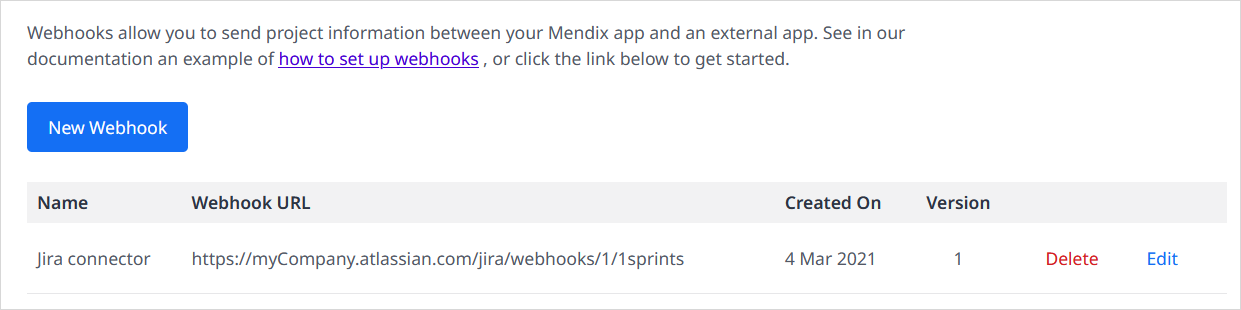 Webhooks allow you to send project information between your Mendix app and an external app. See in our
documentation an example of how to set up webhooks , or click the link below to get started.
New Webhook
Name Webhook URL Created On Version
Jira connector https://myCompany.atlassian.com/jira/webhooks/1/1sprints 4 Mar 2021 1 Delete Edit